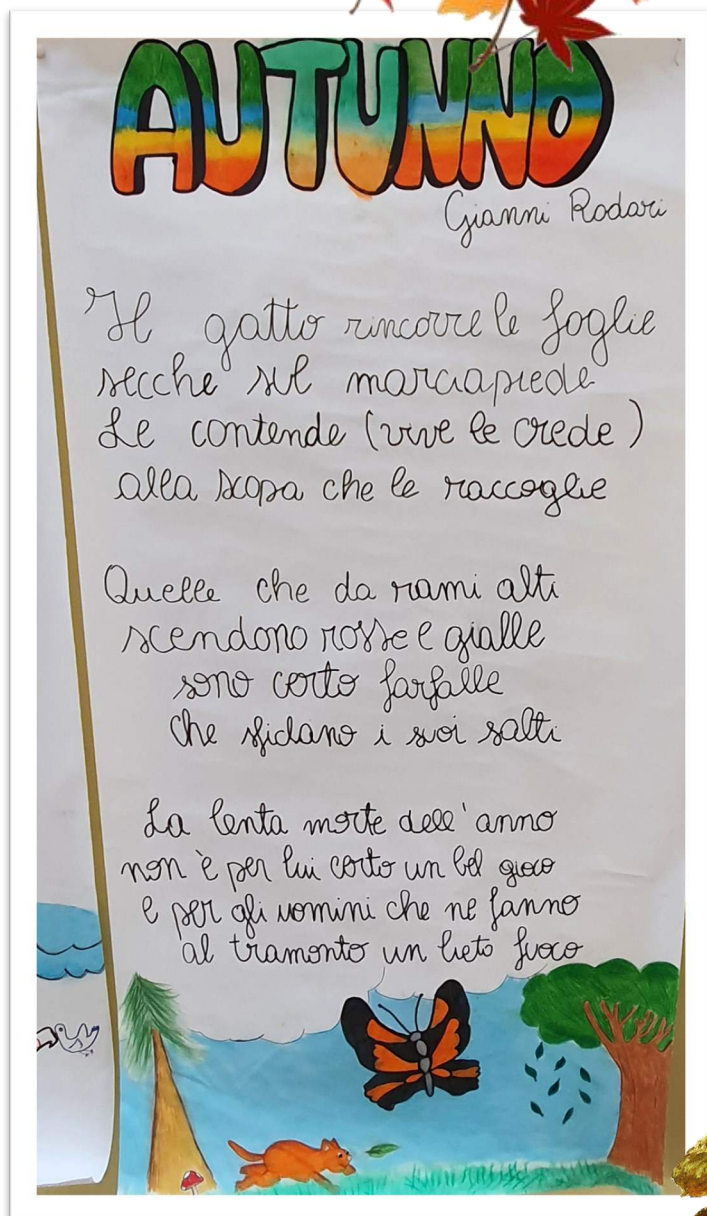 AUTUNNO
Gianni Rodari
Il gatto rincorre le foglie
secche sul marciapiede
Le contende (vive le crede)
alla scopa che le raccoglie
Quelle che da rami alti
scendono rosse e gialle
sono certo farfalle
che sfidano i suoi salti
La lenta morte dell'anno
non è per lui certo un bel gioco
e per gli uomini che ne fanno
al tramonto un lieto fuoco